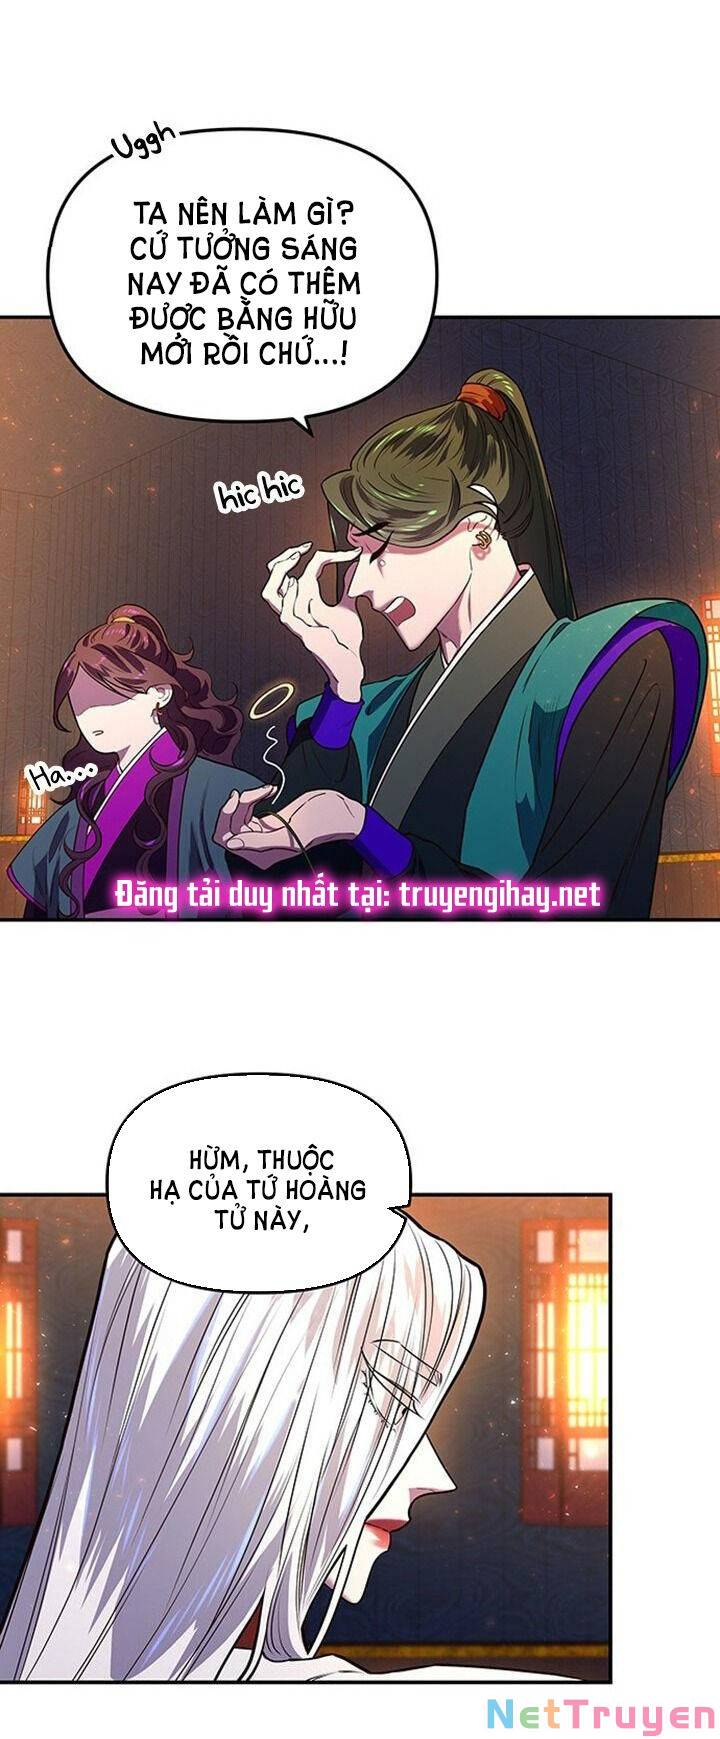 Uggh
TA NÊN LÀM GÌ?
CỨ TƯỞNG SÁNG
NAY ĐÃ CÓ THÊM
ĐƯỢC BẰNG HỮU
MỚI RỒI CHỨ...!
hic hic
Ha...
Đăng tải duy nhất tại: truyengihay.net
HỪM, THUỘC
HẠ CỦA TỨ HOÀNG
TỬ NÀY,
NetTruyen